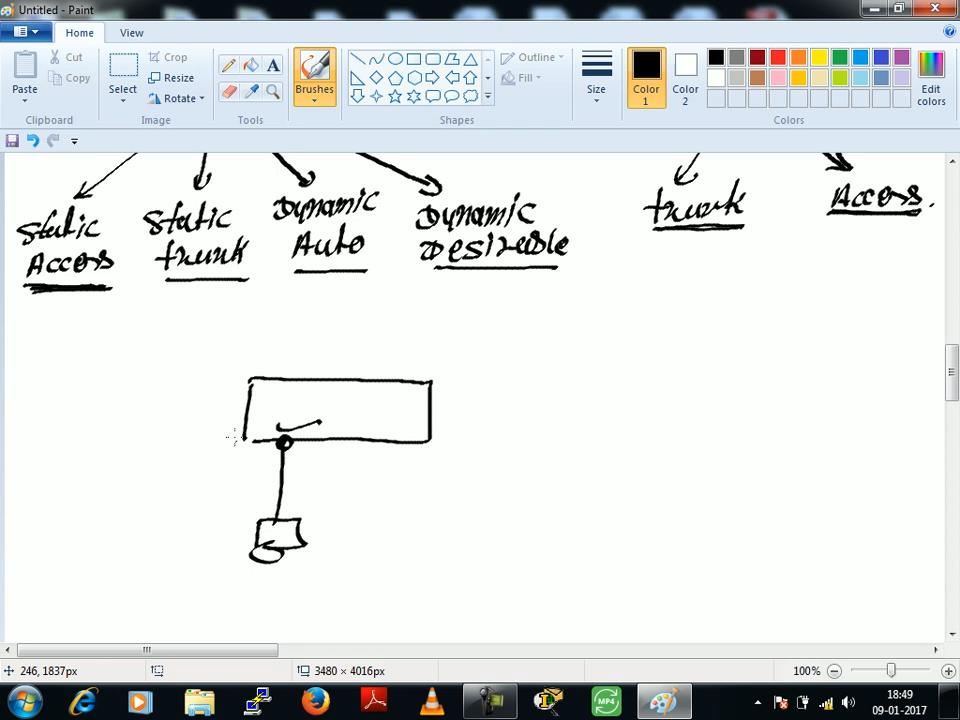 Untitled - Paint
Home
View
Paste
Cut
Copy
Clipboard
Select
Crop
Resize
Rotate
Image
A
Tools
Brushes
Outline
Fill
Shapes
Size
Color
1
Color
2
Edit
colors
Colors
Static
Access
Static
trunk
Dynamic
Auto
Dynamic
DESIREable
trunk
Access.
246, 1837px
3480 × 4016px
100%
MP4
18:49
09-01-2017